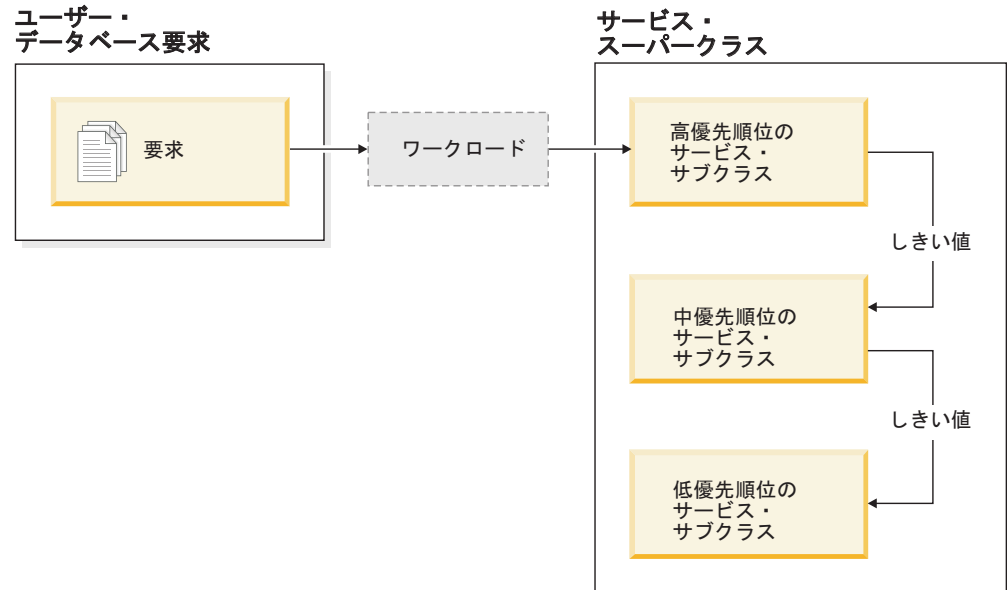 ユーザー・
データベース要求
要求
ワークロード
サービス・
スーパークラス
高優先順位の
サービス・
サブクラス
しきい値
中優先順位の
サービス・
サブクラス
しきい値
低優先順位の
サービス・
サブクラス